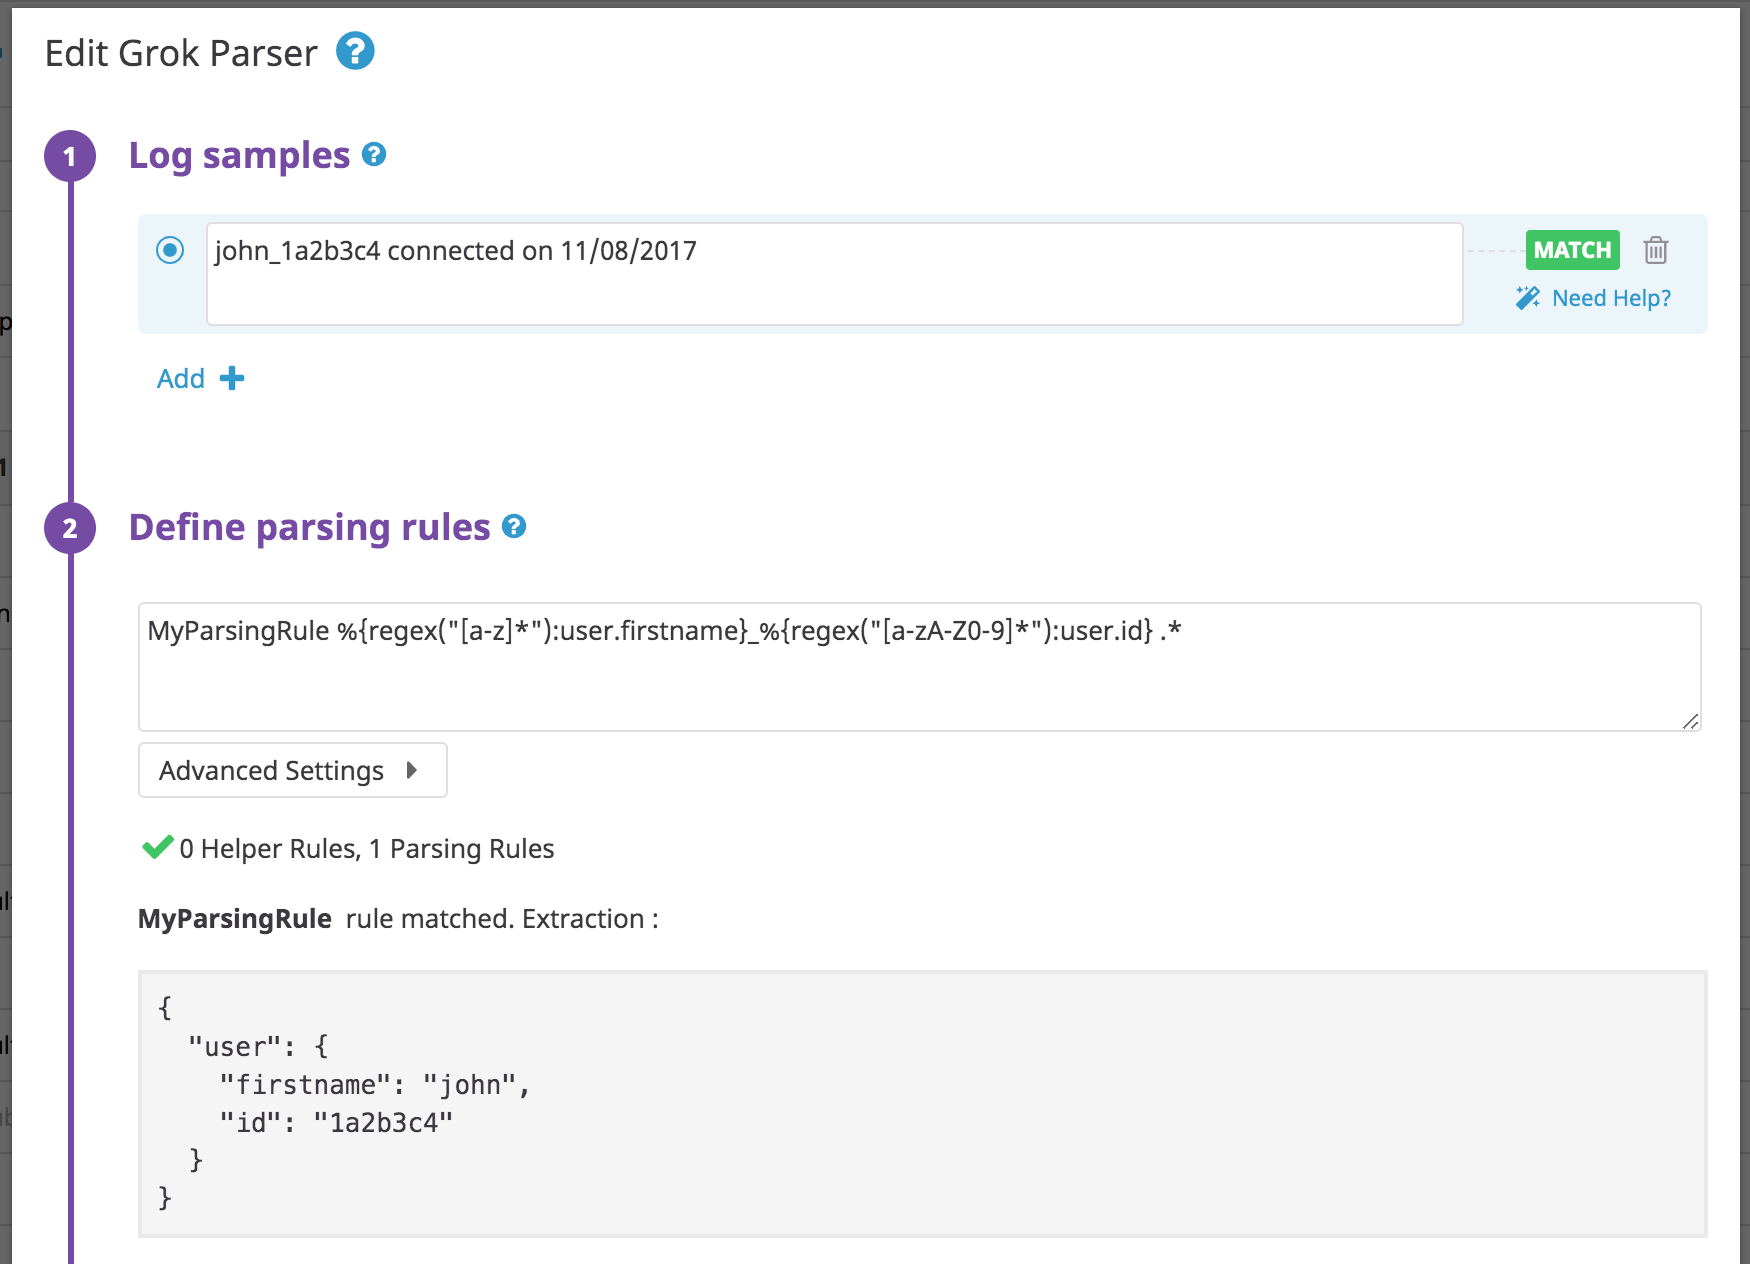 Edit Grok Parser ?
1 Log samples ?
john_1a2b3c4 connected on 11/08/2017
MATCH
Need Help?
Add +
2 Define parsing rules ?
MyParsingRule %{regex("[a-z]*"):user.firstname}_%{regex("[a-zA-Z0-9]*"):user.id} .*
Advanced Settings
0 Helper Rules, 1 Parsing Rules
MyParsingRule rule matched. Extraction :
{
"user": {
"firstname": "john",
"id": "1a2b3c4"
}
}